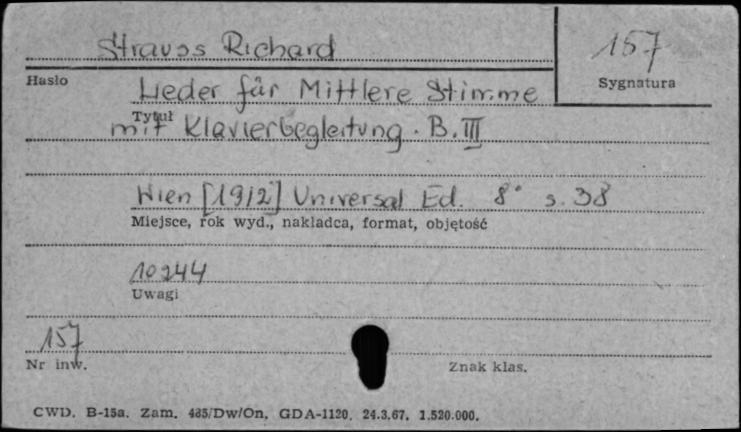 Strauss Richard
157
Hasło
Sygnatura
Lieder für Mittlere Stimme
Tytuł
mit Klavierbegleitung. B. III
Wien [1912] Universal Ed. 8° s. 38
Miejsce, rok wyd., nakładca, format, objętość
10244
Uwagi
157
Nr inw.
Znak klas.
CWD. B-15a. Zam. 485/Dw/On. GDA-1120. 24.3.67. 1.520.000.